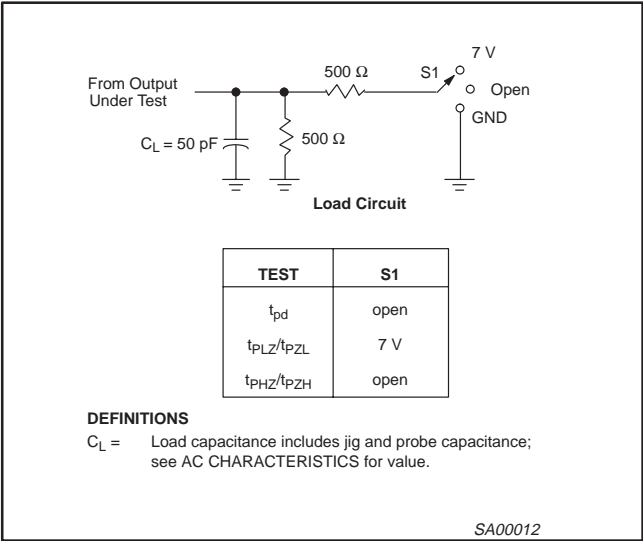 7 V
500 Ω
S1
From Output
Under Test
Open
GND
CL = 50 pF
500 Ω
Load Circuit
TEST S1
tpd open
tPLZ/tPZL 7 V
tPHZ/tPZH open
DEFINITIONS
CL = Load capacitance includes jig and probe capacitance;
see AC CHARACTERISTICS for value.
SA00012